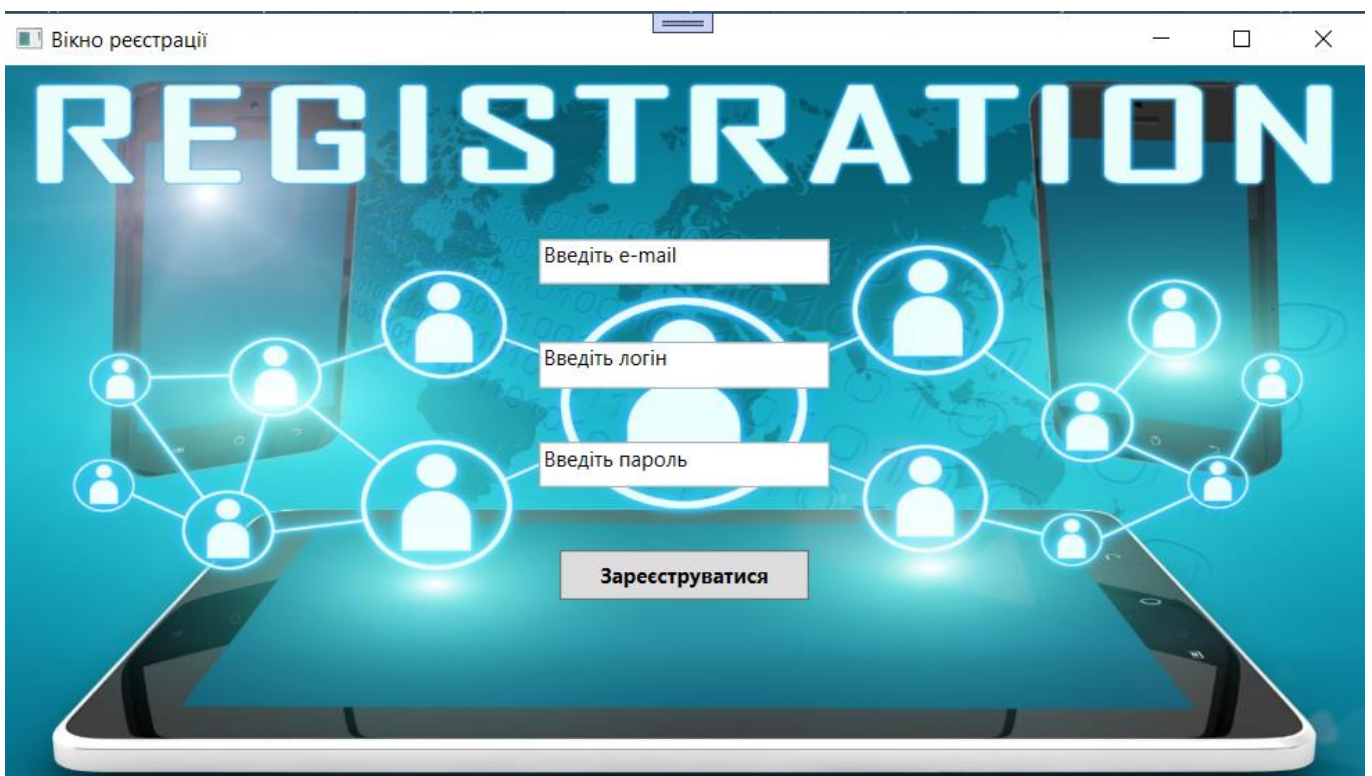 Вікно реєстрації
REGISTRATION
Введіть e-mail
Введіть логін
Введіть пароль
Зареєструватися